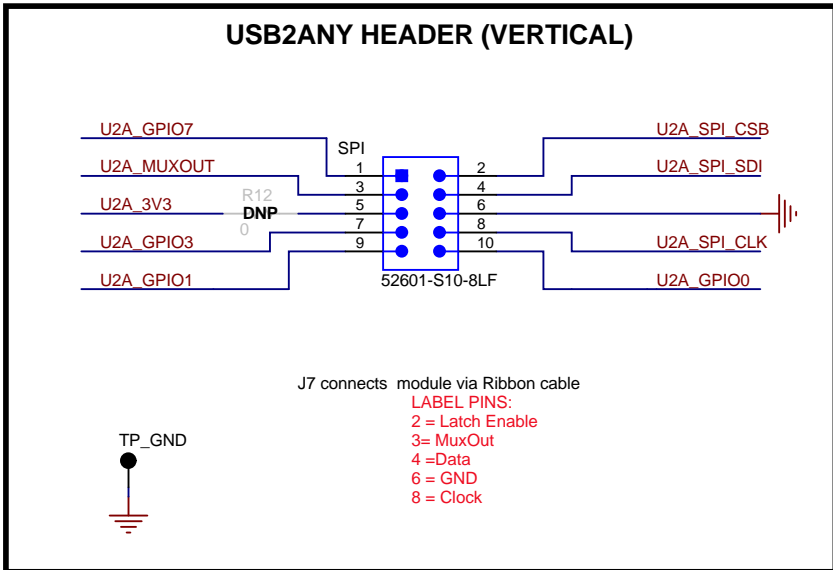 USB2ANY HEADER (VERTICAL)
U2A_GPIO7
U2A_MUXOUT
U2A_3V3
U2A_GPIO3
U2A_GPIO1
R12
DNP
0
SPI
1
3
5
7
9
2
4
6
8
10
52601-S10-8LF
U2A_SPI_CSB
U2A_SPI_SDI
U2A_SPI_CLK
U2A_GPIO0
J7 connects module via Ribbon cable
LABEL PINS:
2 = Latch Enable
3= MuxOut
4 =Data
6 = GND
8 = Clock
TP_GND